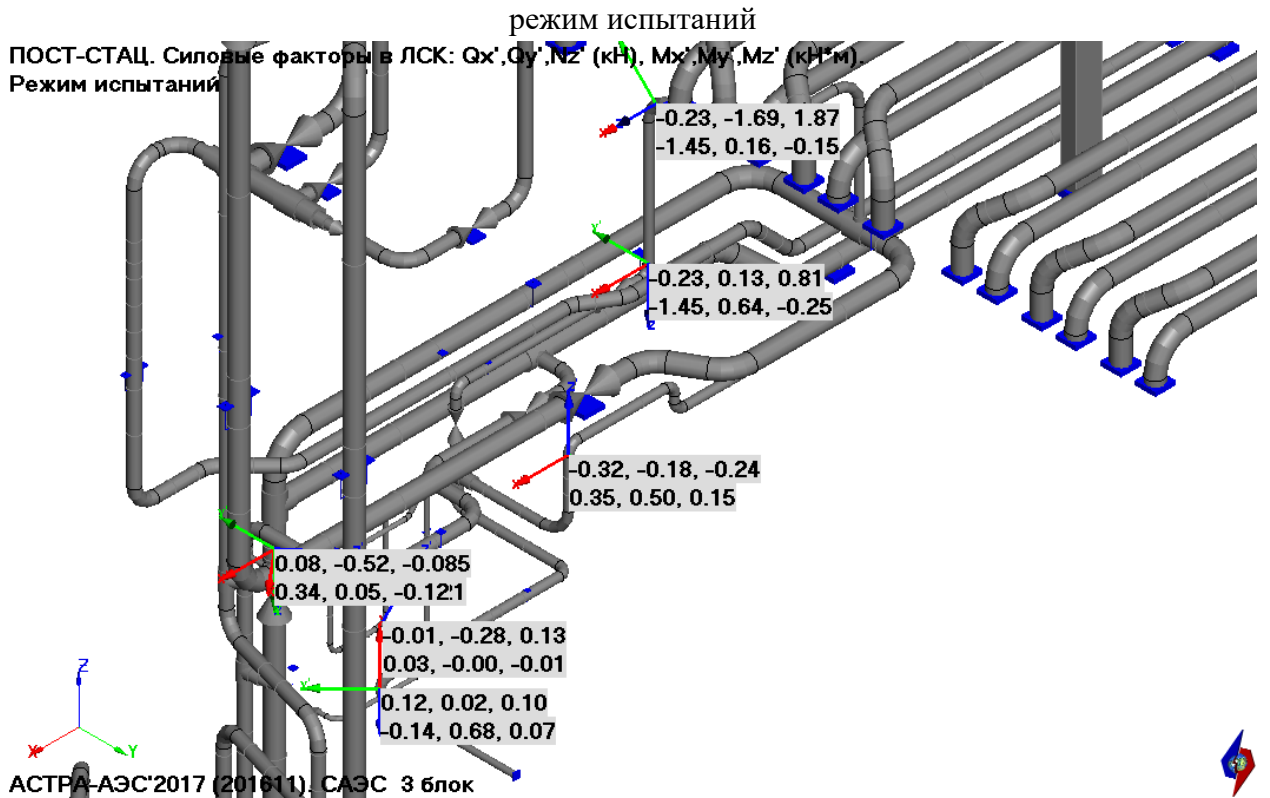 режим испытаний
ПОСТ-СТАЦ. Силовые факторы в ЛСК: Qx',Qy',Nz' (кН), Mx',My',Mz' (кН*м).
Режим испытаний
-0.23, -1.69, 1.87
-1.45, 0.16, -0.15
-0.23, 0.13, 0.81
-1.45, 0.64, -0.25
-0.32, -0.18, -0.24
0.35, 0.50, 0.15
0.08, -0.52, -0.085
0.34, 0.05, -0.12
-0.01, -0.28, 0.13
0.03, -0.00, -0.01
0.12, 0.02, 0.10
-0.14, 0.68, 0.07
Z
X
Y
АСТРА-АЭС'2017 (201611). САЭС 3 блок